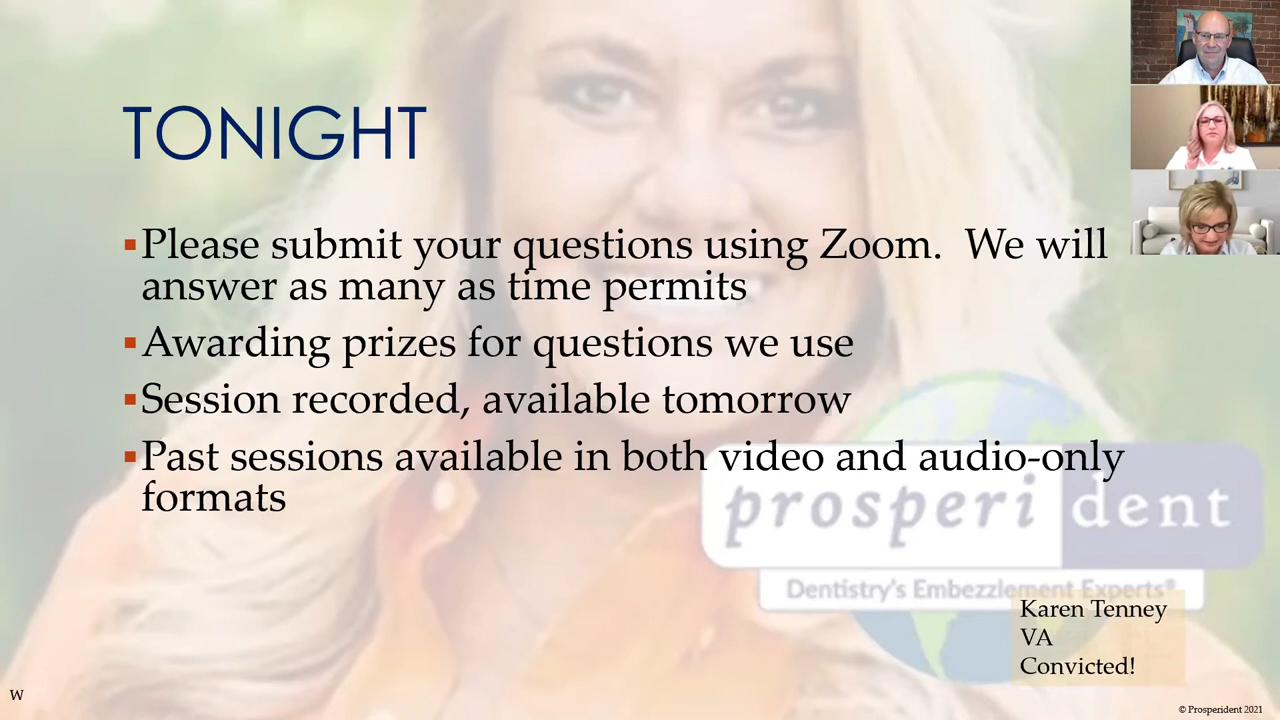 TONIGHT
▪Please submit your questions using Zoom.  We will
answer as many as time permits
▪Awarding prizes for questions we use
▪Session recorded, available tomorrow
▪Past sessions available in both video and audio-only
formats
prosperident
Dentistry's Embezzlement Experts®
Karen Tenney
VA
Convicted!
W
© Prosperident 2021